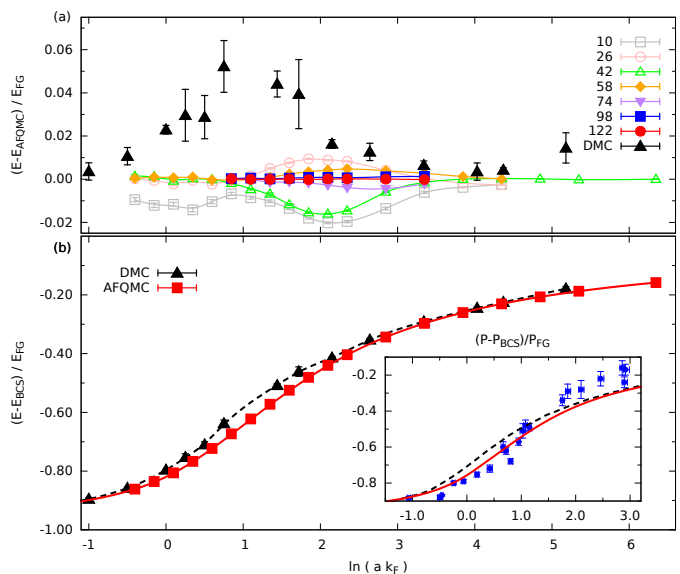 (a)
(E-E_AFQMC) / E_FG
0.06
0.04
0.02
0.00
-0.02
10
26
42
58
74
98
122
DMC
(b)
(E-E_BCS) / E_FG
-0.20
-0.40
-0.60
-0.80
-1.00
DMC
AFQMC
(P-P_BCS)/P_FG
-0.2
-0.4
-0.6
-0.8
-1.0 0.0 1.0 2.0 3.0
-1 0 1 2 3 4 5 6
ln ( a k_F )